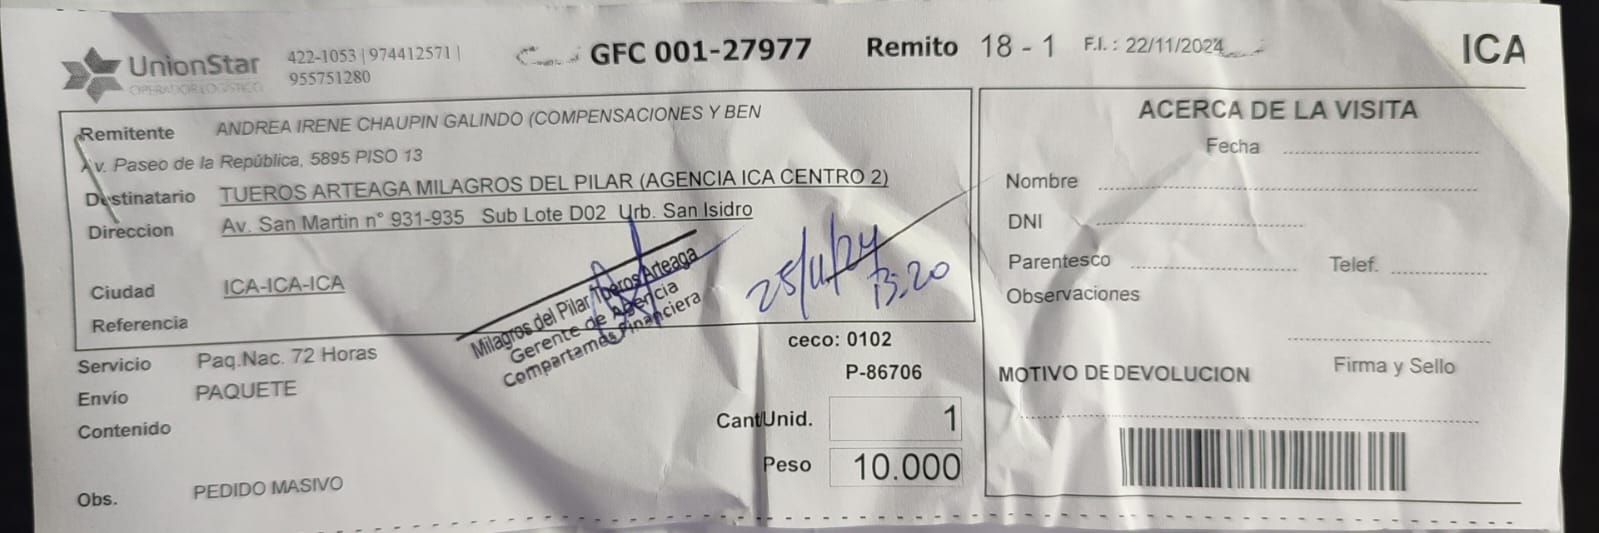 UnionStar
OPERADOR LOGISTICO
422-1053 | 974412571 |
955751280
GFC 001-27977
Remito 18 - 1
F.I. : 22/11/2024
ICA
Remitente ANDREA IRENE CHAUPIN GALINDO (COMPENSACIONES Y BEN
Av. Paseo de la República, 5895 PISO 13
Destinatario TUEROS ARTEAGA MILAGROS DEL PILAR (AGENCIA ICA CENTRO 2)
Direccion Av. San Martin n° 931-935 Sub Lote D02 Urb. San Isidro
Ciudad ICA-ICA-ICA
Referencia
Milagros del Pilar Tueros Arteaga
Gerente de Agencia
Compartamos Financiera
25/11/24
13:20
Servicio Paq.Nac. 72 Horas
Envío PAQUETE
Contenido
Obs. PEDIDO MASIVO
ceco: 0102
P-86706
Cant.Unid. 1
Peso 10.000
ACERCA DE LA VISITA
Fecha
Nombre
DNI
Parentesco Telef.
Observaciones
Firma y Sello
MOTIVO DE DEVOLUCION